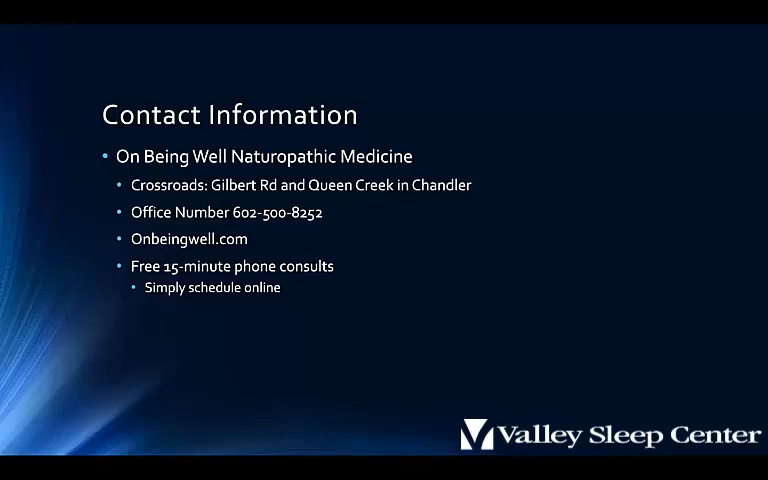 Contact Information
• On Being Well Naturopathic Medicine
• Crossroads: Gilbert Rd and Queen Creek in Chandler
• Office Number 602-500-8252
• Onbeingwell.com
• Free 15-minute phone consults
• Simply schedule online
Valley Sleep Center